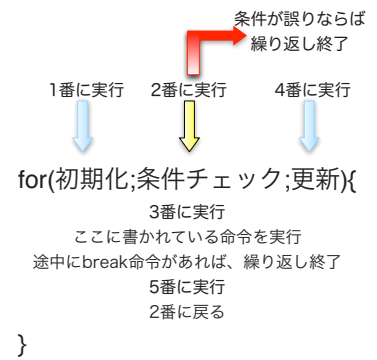 条件が誤りならば
繰り返し終了
1番に実行 2番に実行 4番に実行
for(初期化;条件チェック;更新){
3番に実行
ここに書かれている命令を実行
途中にbreak命令があれば、繰り返し終了
5番に実行
2番に戻る
}